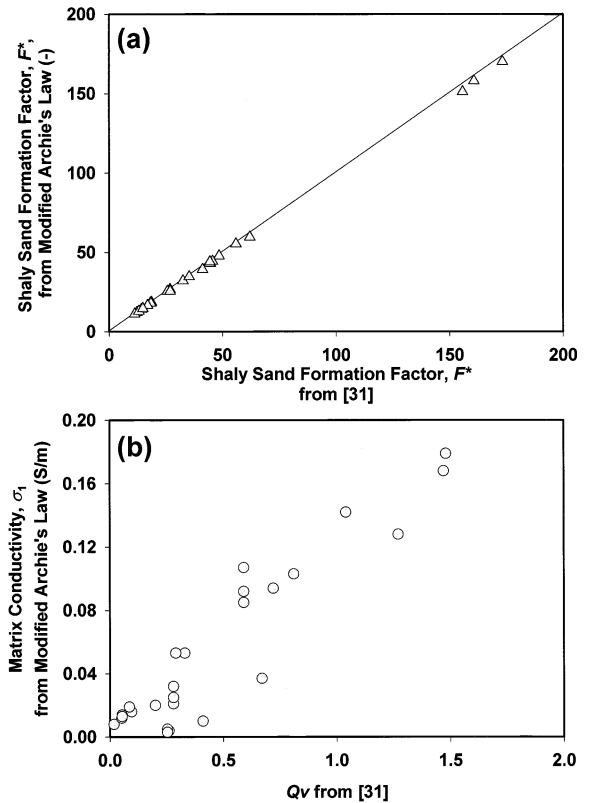 (a)
Shaly Sand Formation Factor, F*,
from Modified Archie's Law (-)
200
150
100
50
0
0 50 100 150 200
Shaly Sand Formation Factor, F*
from [31]
(b)
Matrix Conductivity, σ1
from Modified Archie's Law (S/m)
0.20
0.16
0.12
0.08
0.04
0.00
0.0 0.5 1.0 1.5 2.0
Qv from [31]